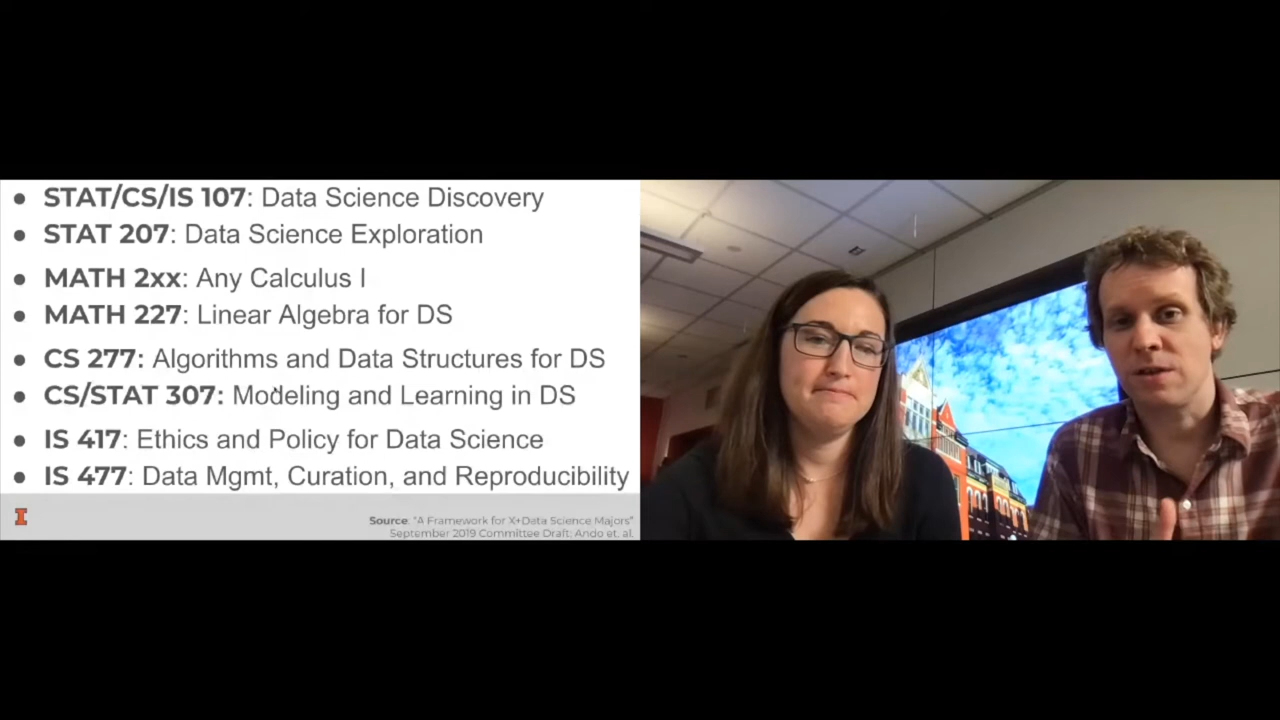 ● STAT/CS/IS 107: Data Science Discovery
● STAT 207: Data Science Exploration
● MATH 2xx: Any Calculus I
● MATH 227: Linear Algebra for DS
● CS 277: Algorithms and Data Structures for DS
● CS/STAT 307: Modeling and Learning in DS
● IS 417: Ethics and Policy for Data Science
● IS 477: Data Mgmt, Curation, and Reproducibility
I
Source: "A Framework for X+Data Science Majors"
September 2019 Committee Draft; Ando et. al.